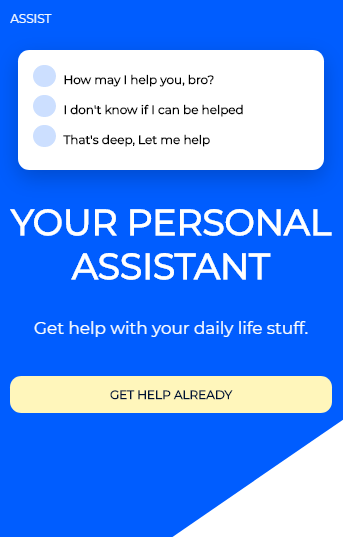 ASSIST
How may I help you, bro?
I don't know if I can be helped
That's deep, Let me help
YOUR PERSONAL
ASSISTANT
Get help with your daily life stuff.
GET HELP ALREADY